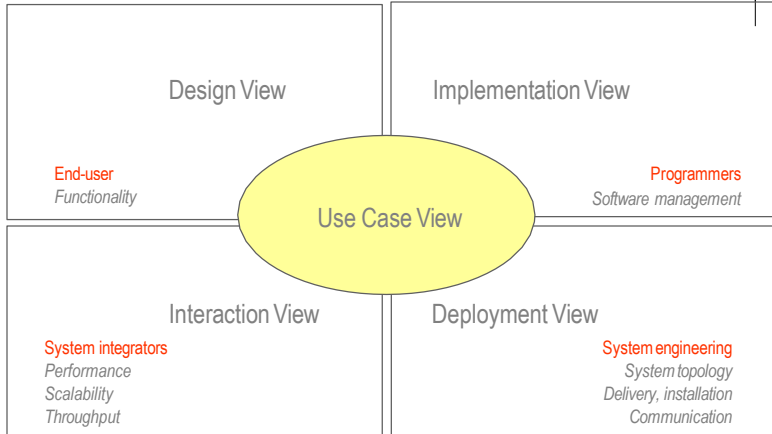 Design View
Implementation View
End-user
Functionality
Programmers
Software management
Use Case View
Interaction View
Deployment View
System integrators
Performance
Scalability
Throughput
System engineering
System topology
Delivery, installation
Communication